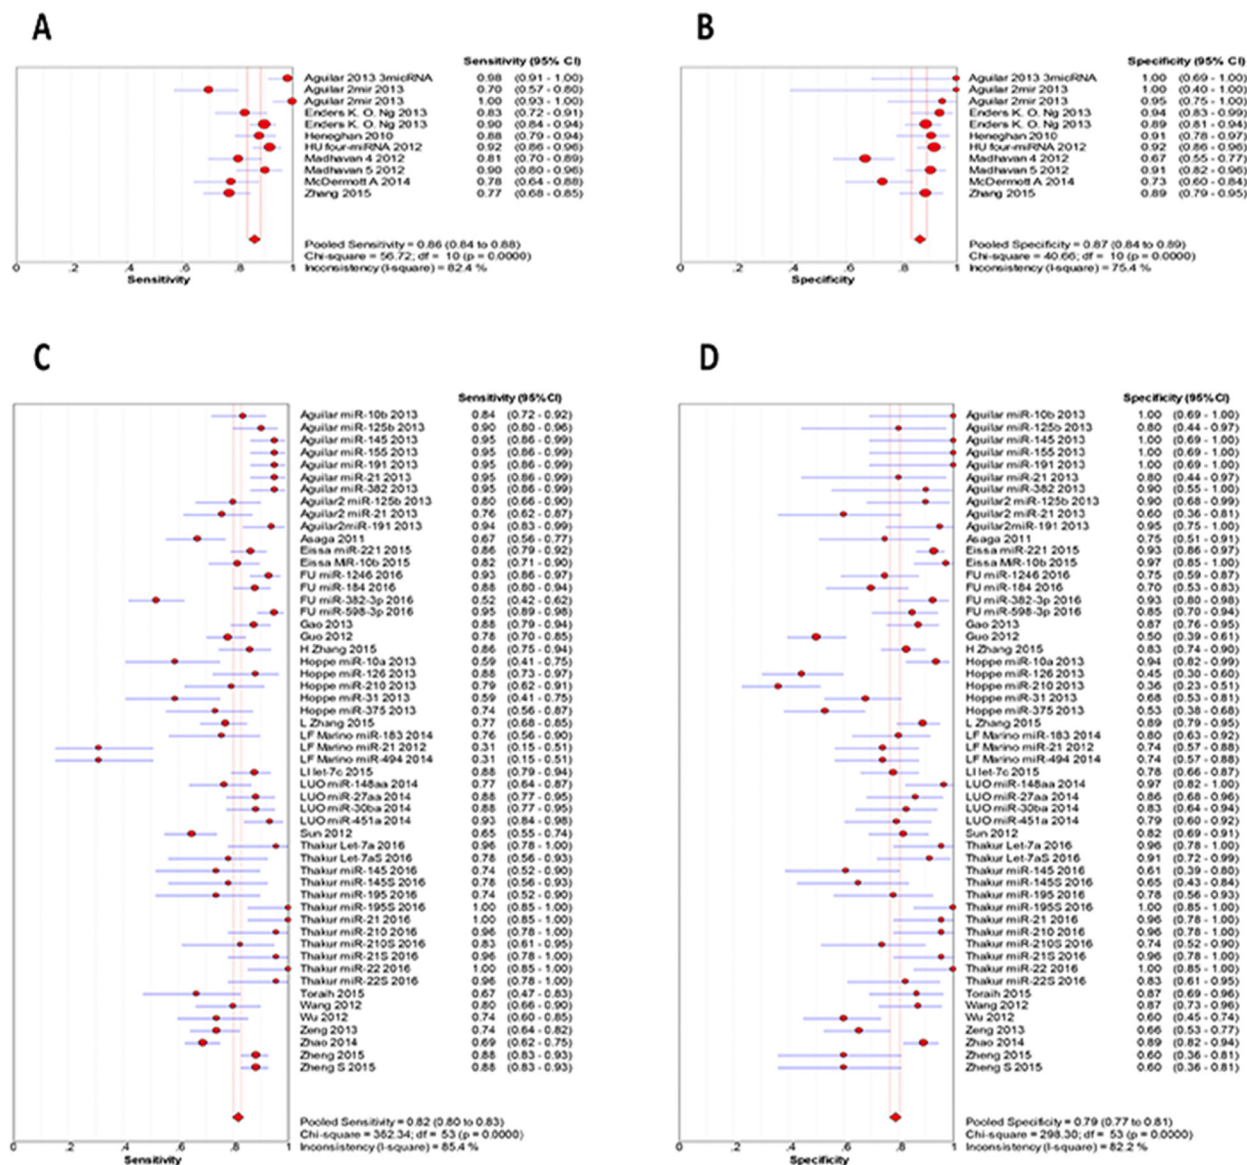 A
Sensitivity (95% CI)
Aguilar 2013 3micRNA 0.98 (0.91 - 1.00)
Aguilar 2mir 2013 0.70 (0.57 - 0.80)
Aguilar 2mir 2013 1.00 (0.93 - 1.00)
Enders K. O. Ng 2013 0.83 (0.72 - 0.91)
Enders K. O. Ng 2013 0.90 (0.84 - 0.94)
Heneghan 2010 0.88 (0.79 - 0.94)
HU four-miRNA 2012 0.92 (0.86 - 0.96)
Madhavan 4 2012 0.81 (0.70 - 0.89)
Madhavan 5 2012 0.90 (0.80 - 0.96)
McDermott A 2014 0.78 (0.64 - 0.88)
Zhang 2015 0.77 (0.68 - 0.85)
Pooled Sensitivity = 0.86 (0.84 to 0.88)
Chi-square = 56.72; df = 10 (p = 0.0000)
Inconsistency (I-square) = 82.4 %
0 .2 .4 .6 .8 1
Sensitivity
B
Specificity (95% CI)
Aguilar 2013 3micRNA 1.00 (0.69 - 1.00)
Aguilar 2mir 2013 1.00 (0.40 - 1.00)
Aguilar 2mir 2013 0.95 (0.75 - 1.00)
Enders K. O. Ng 2013 0.94 (0.83 - 0.99)
Enders K. O. Ng 2013 0.89 (0.81 - 0.94)
Heneghan 2010 0.91 (0.78 - 0.97)
HU four-miRNA 2012 0.92 (0.86 - 0.96)
Madhavan 4 2012 0.67 (0.55 - 0.77)
Madhavan 5 2012 0.91 (0.82 - 0.96)
McDermott A 2014 0.73 (0.60 - 0.84)
Zhang 2015 0.89 (0.79 - 0.95)
Pooled Specificity = 0.87 (0.84 to 0.89)
Chi-square = 40.66; df = 10 (p = 0.0000)
Inconsistency (I-square) = 75.4 %
0 .2 .4 .6 .8 1
Specificity
C
Sensitivity (95%CI)
Aguilar miR-10b 2013 0.84 (0.72 - 0.92)
Aguilar miR-125b 2013 0.90 (0.80 - 0.96)
Aguilar miR-145 2013 0.95 (0.86 - 0.99)
Aguilar miR-155 2013 0.95 (0.86 - 0.99)
Aguilar miR-191 2013 0.95 (0.86 - 0.99)
Aguilar miR-21 2013 0.95 (0.86 - 0.99)
Aguilar miR-382 2013 0.95 (0.86 - 0.99)
Aguilar2 miR-125b 2013 0.80 (0.66 - 0.90)
Aguilar2 miR-21 2013 0.76 (0.62 - 0.87)
Aguilar2miR-191 2013 0.94 (0.83 - 0.99)
Asaga 2011 0.67 (0.56 - 0.77)
Eissa miR-221 2015 0.86 (0.79 - 0.92)
Eissa MiR-10b 2015 0.82 (0.71 - 0.90)
FU miR-1246 2016 0.93 (0.86 - 0.97)
FU miR-184 2016 0.88 (0.80 - 0.94)
FU miR-382-3p 2016 0.52 (0.42 - 0.62)
FU miR-598-3p 2016 0.95 (0.89 - 0.98)
Gao 2013 0.88 (0.79 - 0.94)
Guo 2012 0.78 (0.70 - 0.85)
H Zhang 2015 0.86 (0.75 - 0.94)
Hoppe miR-10a 2013 0.59 (0.41 - 0.75)
Hoppe miR-126 2013 0.88 (0.73 - 0.97)
Hoppe miR-210 2013 0.79 (0.62 - 0.91)
Hoppe miR-31 2013 0.59 (0.41 - 0.75)
Hoppe miR-375 2013 0.74 (0.56 - 0.87)
L Zhang 2015 0.77 (0.68 - 0.85)
LF Marino miR-183 2014 0.76 (0.56 - 0.90)
LF Marino miR-21 2012 0.31 (0.15 - 0.51)
LF Marino miR-494 2014 0.31 (0.15 - 0.51)
LI let-7c 2015 0.88 (0.79 - 0.94)
LUO miR-148aa 2014 0.77 (0.64 - 0.87)
LUO miR-27aa 2014 0.88 (0.77 - 0.95)
LUO miR-30ba 2014 0.88 (0.77 - 0.95)
LUO miR-451a 2014 0.93 (0.84 - 0.98)
Sun 2012 0.65 (0.55 - 0.74)
Thakur Let-7a 2016 0.96 (0.78 - 1.00)
Thakur Let-7aS 2016 0.78 (0.56 - 0.93)
Thakur miR-145 2016 0.74 (0.52 - 0.90)
Thakur miR-145S 2016 0.78 (0.56 - 0.93)
Thakur miR-195 2016 0.74 (0.52 - 0.90)
Thakur miR-195S 2016 1.00 (0.85 - 1.00)
Thakur miR-21 2016 1.00 (0.85 - 1.00)
Thakur miR-210 2016 0.96 (0.78 - 1.00)
Thakur miR-210S 2016 0.83 (0.61 - 0.95)
Thakur miR-21S 2016 0.96 (0.78 - 1.00)
Thakur miR-22 2016 1.00 (0.85 - 1.00)
Thakur miR-22S 2016 0.96 (0.78 - 1.00)
Toraih 2015 0.67 (0.47 - 0.83)
Wang 2012 0.80 (0.66 - 0.90)
Wu 2012 0.74 (0.60 - 0.85)
Zeng 2013 0.74 (0.64 - 0.82)
Zhao 2014 0.69 (0.62 - 0.75)
Zheng 2015 0.88 (0.83 - 0.93)
Zheng S 2015 0.88 (0.83 - 0.93)
Pooled Sensitivity = 0.82 (0.80 to 0.83)
Chi-square = 362.34; df = 53 (p = 0.0000)
Inconsistency (I-square) = 85.4 %
0 .2 .4 .6 .8 1
Sensitivity
D
Specificity (95%CI)
Aguilar miR-10b 2013 1.00 (0.69 - 1.00)
Aguilar miR-125b 2013 0.80 (0.44 - 0.97)
Aguilar miR-145 2013 1.00 (0.69 - 1.00)
Aguilar miR-155 2013 1.00 (0.69 - 1.00)
Aguilar miR-191 2013 1.00 (0.69 - 1.00)
Aguilar miR-21 2013 0.80 (0.44 - 0.97)
Aguilar miR-382 2013 0.90 (0.55 - 1.00)
Aguilar2 miR-125b 2013 0.90 (0.68 - 0.99)
Aguilar2 miR-21 2013 0.60 (0.36 - 0.81)
Aguilar2miR-191 2013 0.95 (0.75 - 1.00)
Asaga 2011 0.75 (0.51 - 0.91)
Eissa miR-221 2015 0.93 (0.86 - 0.97)
Eissa MiR-10b 2015 0.97 (0.85 - 1.00)
FU miR-1246 2016 0.75 (0.59 - 0.87)
FU miR-184 2016 0.70 (0.53 - 0.83)
FU miR-382-3p 2016 0.93 (0.80 - 0.98)
FU miR-598-3p 2016 0.85 (0.70 - 0.94)
Gao 2013 0.87 (0.76 - 0.95)
Guo 2012 0.50 (0.39 - 0.61)
H Zhang 2015 0.83 (0.74 - 0.90)
Hoppe miR-10a 2013 0.94 (0.82 - 0.99)
Hoppe miR-126 2013 0.45 (0.30 - 0.60)
Hoppe miR-210 2013 0.36 (0.23 - 0.51)
Hoppe miR-31 2013 0.68 (0.53 - 0.81)
Hoppe miR-375 2013 0.53 (0.38 - 0.68)
L Zhang 2015 0.89 (0.79 - 0.95)
LF Marino miR-183 2014 0.80 (0.63 - 0.92)
LF Marino miR-21 2012 0.74 (0.57 - 0.88)
LF Marino miR-494 2014 0.74 (0.57 - 0.88)
LI let-7c 2015 0.78 (0.66 - 0.87)
LUO miR-148aa 2014 0.97 (0.82 - 1.00)
LUO miR-27aa 2014 0.86 (0.68 - 0.96)
LUO miR-30ba 2014 0.83 (0.64 - 0.94)
LUO miR-451a 2014 0.79 (0.60 - 0.92)
Sun 2012 0.82 (0.69 - 0.91)
Thakur Let-7a 2016 0.96 (0.78 - 1.00)
Thakur Let-7aS 2016 0.91 (0.72 - 0.99)
Thakur miR-145 2016 0.61 (0.39 - 0.80)
Thakur miR-145S 2016 0.65 (0.43 - 0.84)
Thakur miR-195 2016 0.78 (0.56 - 0.93)
Thakur miR-195S 2016 1.00 (0.85 - 1.00)
Thakur miR-21 2016 0.96 (0.78 - 1.00)
Thakur miR-210 2016 0.96 (0.78 - 1.00)
Thakur miR-210S 2016 0.74 (0.52 - 0.90)
Thakur miR-21S 2016 0.96 (0.78 - 1.00)
Thakur miR-22 2016 1.00 (0.85 - 1.00)
Thakur miR-22S 2016 0.83 (0.61 - 0.95)
Toraih 2015 0.87 (0.69 - 0.96)
Wang 2012 0.87 (0.73 - 0.96)
Wu 2012 0.60 (0.45 - 0.74)
Zeng 2013 0.66 (0.53 - 0.77)
Zhao 2014 0.89 (0.82 - 0.94)
Zheng 2015 0.60 (0.36 - 0.81)
Zheng S 2015 0.60 (0.36 - 0.81)
Pooled Specificity = 0.79 (0.77 to 0.81)
Chi-square = 298.30; df = 53 (p = 0.0000)
Inconsistency (I-square) = 82.2 %
0 .2 .4 .6 .8 1
Specificity